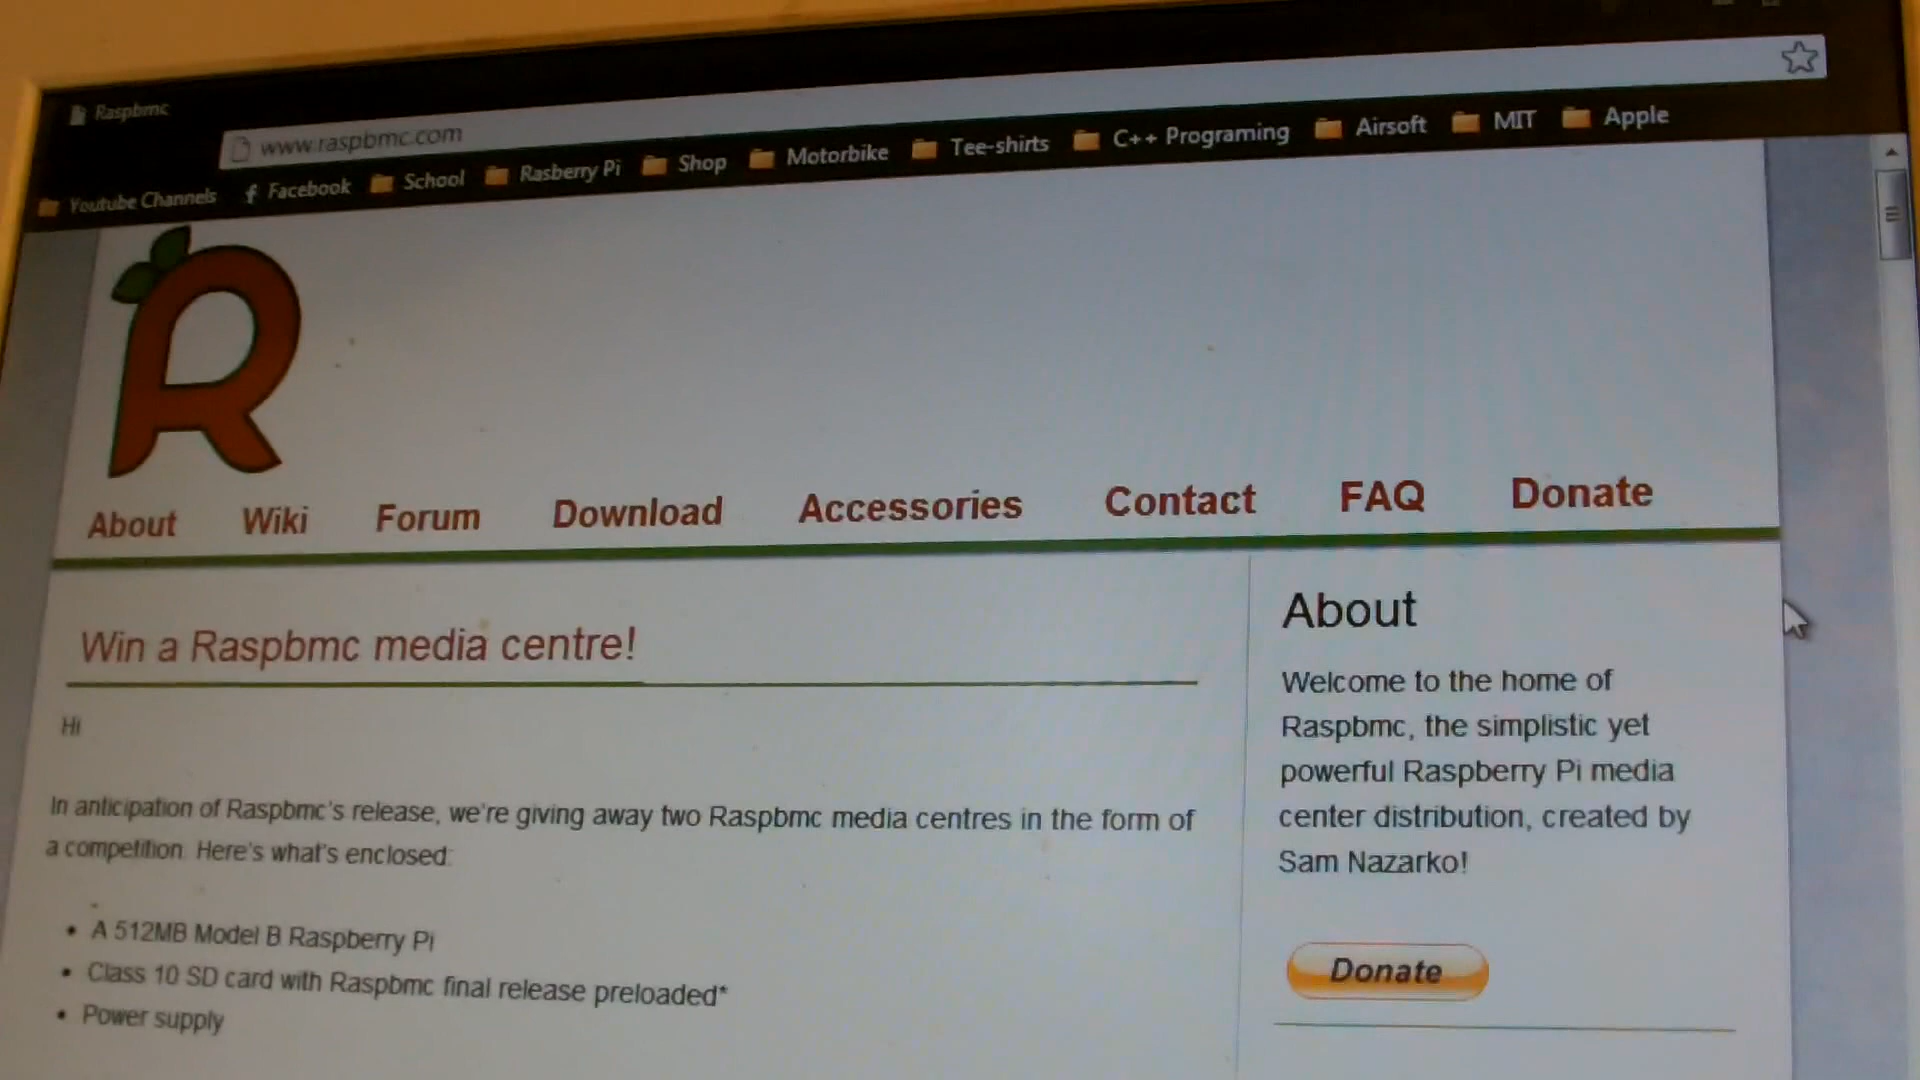 Raspbmc
www.raspbmc.com
Youtube Channels Facebook School Rasberry Pi Shop Motorbike Tee-shirts C++ Programing Airsoft MIT Apple
R
About Wiki Forum Download Accessories Contact FAQ Donate
Win a Raspbmc media centre!
Hi
In anticipation of Raspbmc's release, we're giving away two Raspbmc media centres in the form of
a competition. Here's what's enclosed:
• A 512MB Model B Raspberry Pi
• Class 10 SD card with Raspbmc final release preloaded*
• Power supply
About
Welcome to the home of
Raspbmc, the simplistic yet
powerful Raspberry Pi media
center distribution, created by
Sam Nazarko!
Donate